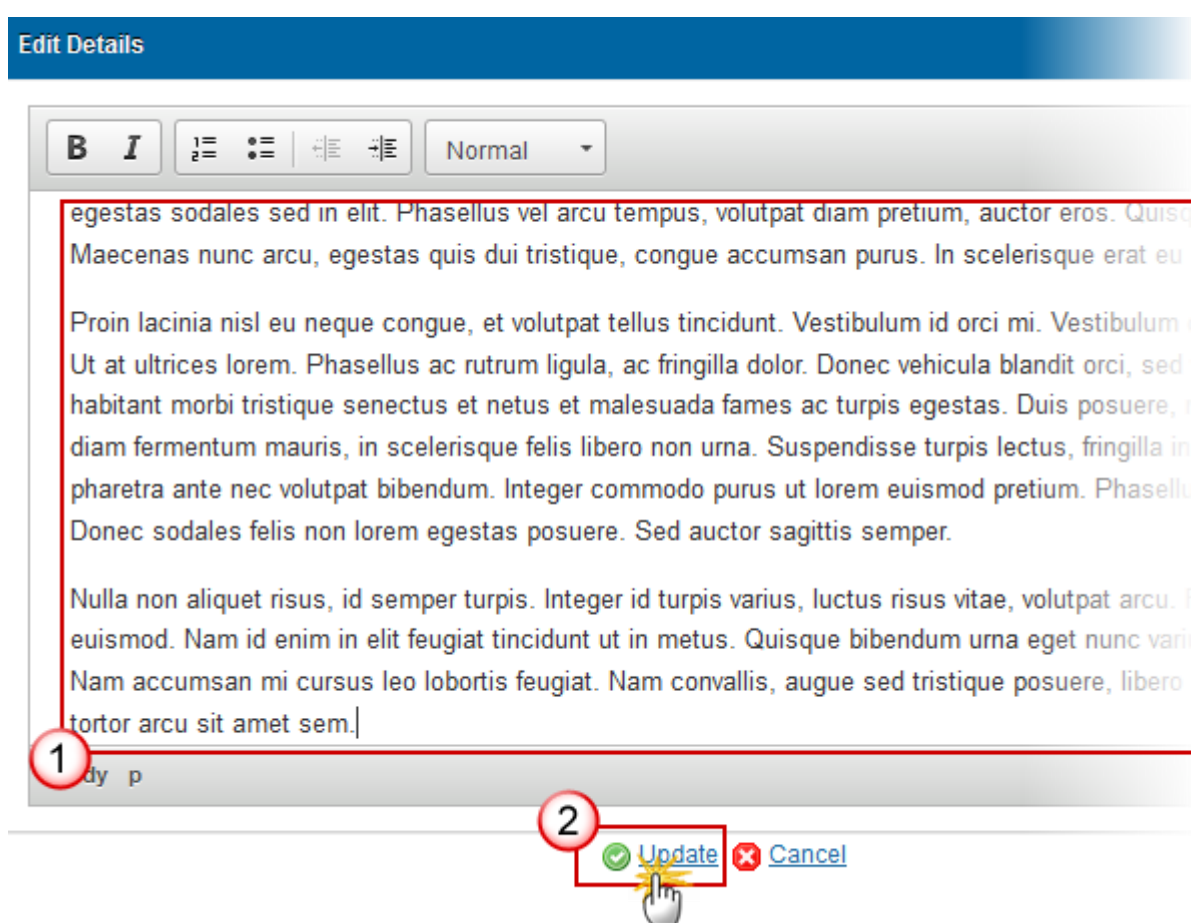 Edit Details
B I Normal
egestas sodales sed in elit. Phasellus vel arcu tempus, volutpat diam pretium, auctor eros. Quisq
Maecenas nunc arcu, egestas quis dui tristique, congue accumsan purus. In scelerisque erat eu
Proin lacinia nisl eu neque congue, et volutpat tellus tincidunt. Vestibulum id orci mi. Vestibulum
Ut at ultrices lorem. Phasellus ac rutrum ligula, ac fringilla dolor. Donec vehicula blandit orci, sed
habitant morbi tristique senectus et netus et malesuada fames ac turpis egestas. Duis posuere,
diam fermentum mauris, in scelerisque felis libero non urna. Suspendisse turpis lectus, fringilla in
pharetra ante nec volutpat bibendum. Integer commodo purus ut lorem euismod pretium. Phasellu
Donec sodales felis non lorem egestas posuere. Sed auctor sagittis semper.
Nulla non aliquet risus, id semper turpis. Integer id turpis varius, luctus risus vitae, volutpat arcu.
euismod. Nam id enim in elit feugiat tincidunt ut in metus. Quisque bibendum urna eget nunc vari
Nam accumsan mi cursus leo lobortis feugiat. Nam convallis, augue sed tristique posuere, libero
tortor arcu sit amet sem.
1
dy p
2
Update Cancel